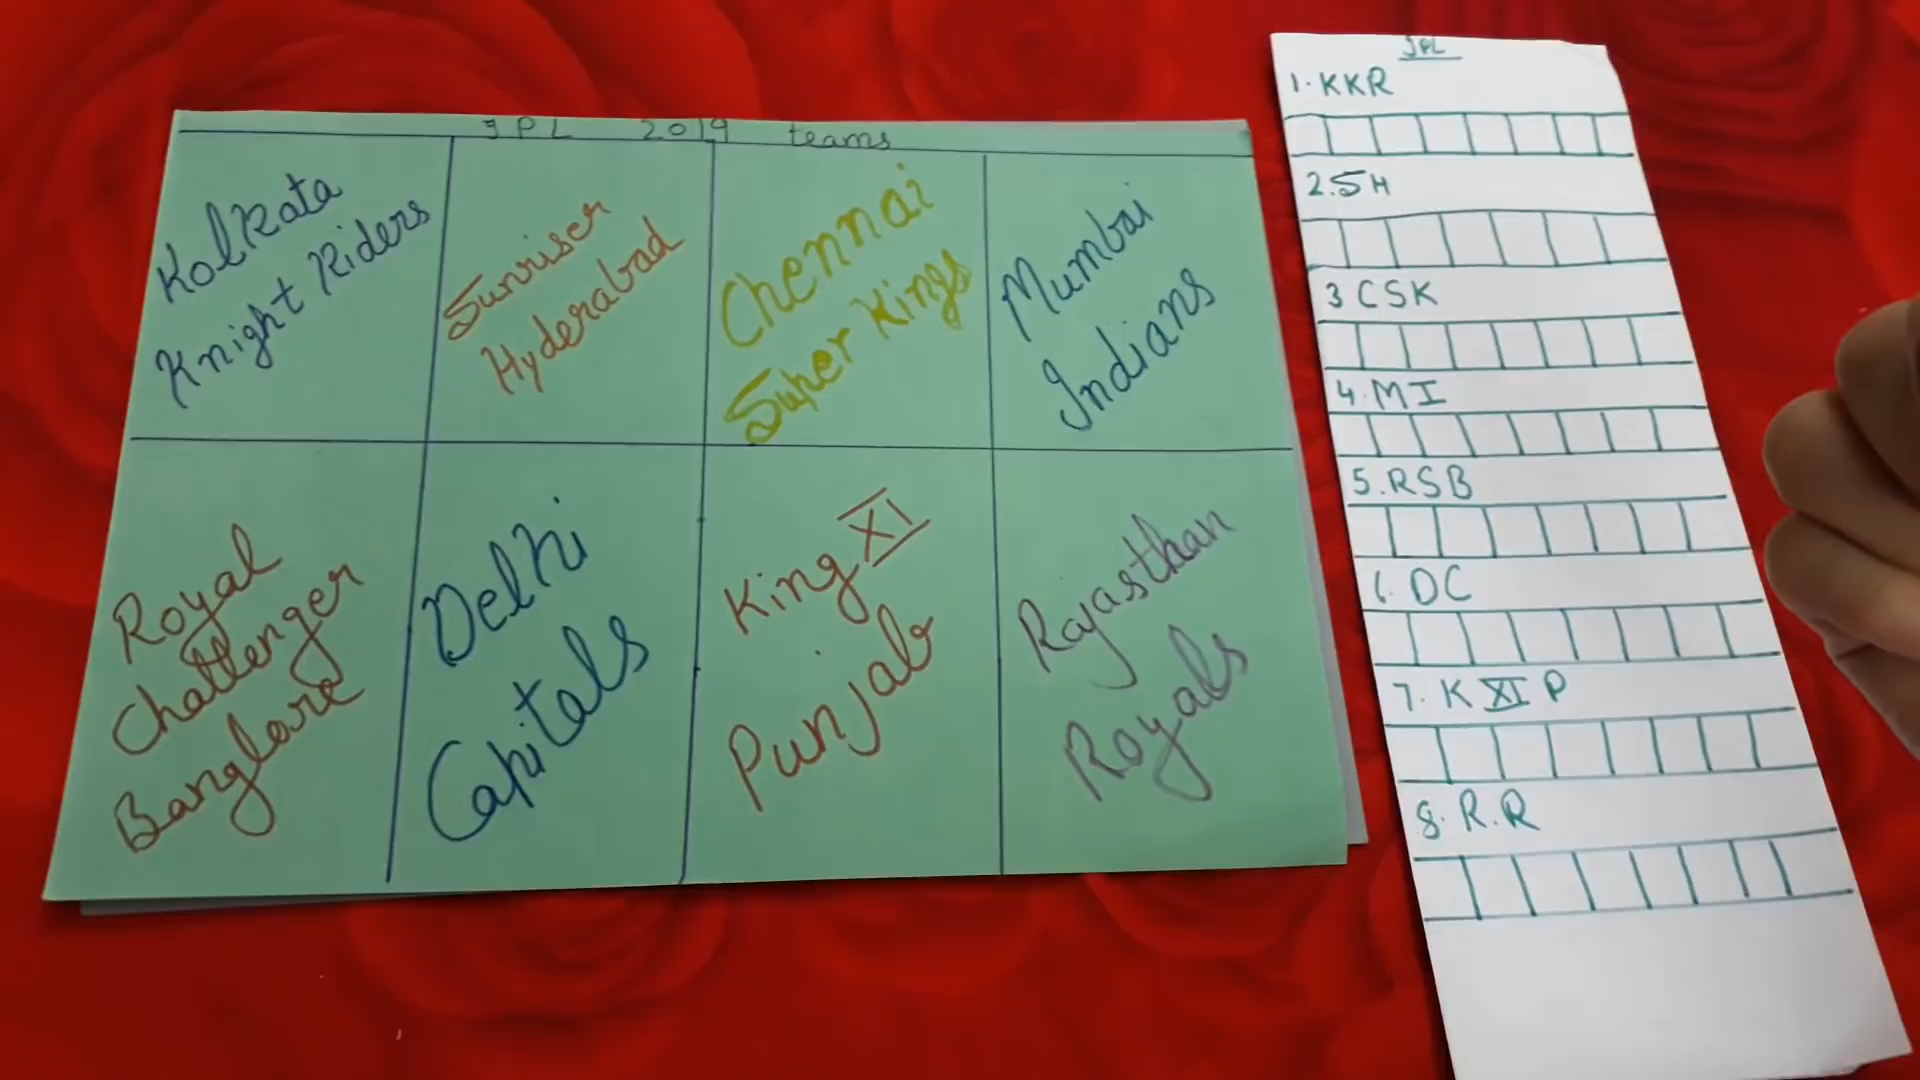 IPL 2019 teams
Kolkata
Knight Riders
Sunriser
Hyderabad
Chennai
Super Kings
Mumbai
Indians
Royal
Challenger
Banglore
Delhi
Capitals
King XI
Punjab
Rajasthan
Royals
IPL
1. KKR
2. SH
3 CSK
4. MI
5. RSB
6. DC
7. K XI P
8. R.R